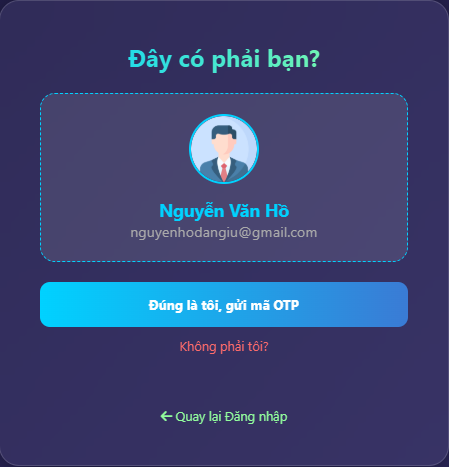 Đây có phải bạn?
Nguyễn Văn Hồ
nguyenhodangiu@gmail.com
Đúng là tôi, gửi mã OTP
Không phải tôi?
← Quay lại Đăng nhập